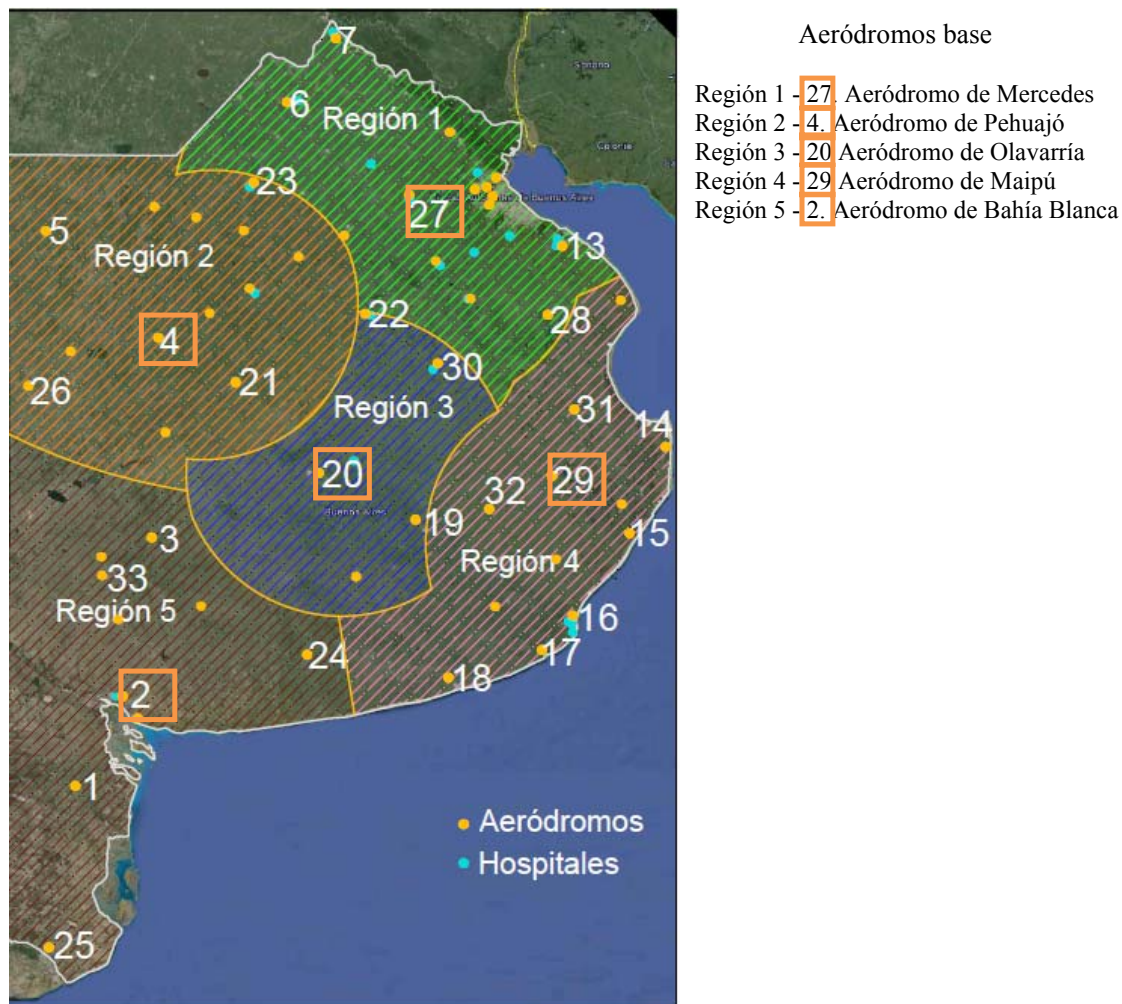 7
6
Región 1
23
27
5
Región 2
13
22
28
4
30
26
21
Región 3
31
14
20
29
Buenos Aires
32
19
15
3
Región 4
33
Región 5
16
24
17
18
2
1
Aeródromos
Hospitales
25
Aeródromos base
Región 1 - 27. Aeródromo de Mercedes
Región 2 - 4. Aeródromo de Pehuajó
Región 3 - 20 Aeródromo de Olavarría
Región 4 - 29 Aeródromo de Maipú
Región 5 - 2. Aeródromo de Bahía Blanca